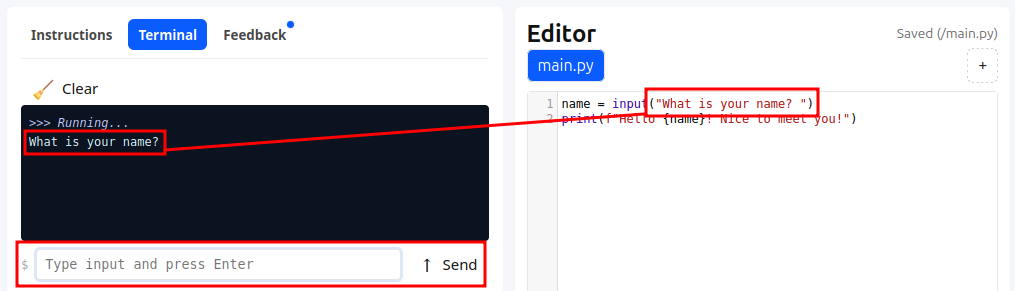 Instructions
Terminal
Feedback
Clear
>>> Running...
What is your name?
$ Type input and press Enter
↑ Send
Editor
Saved (/main.py)
main.py
+
1 name = input("What is your name? ")
2 print(f"Hello {name}! Nice to meet you!")